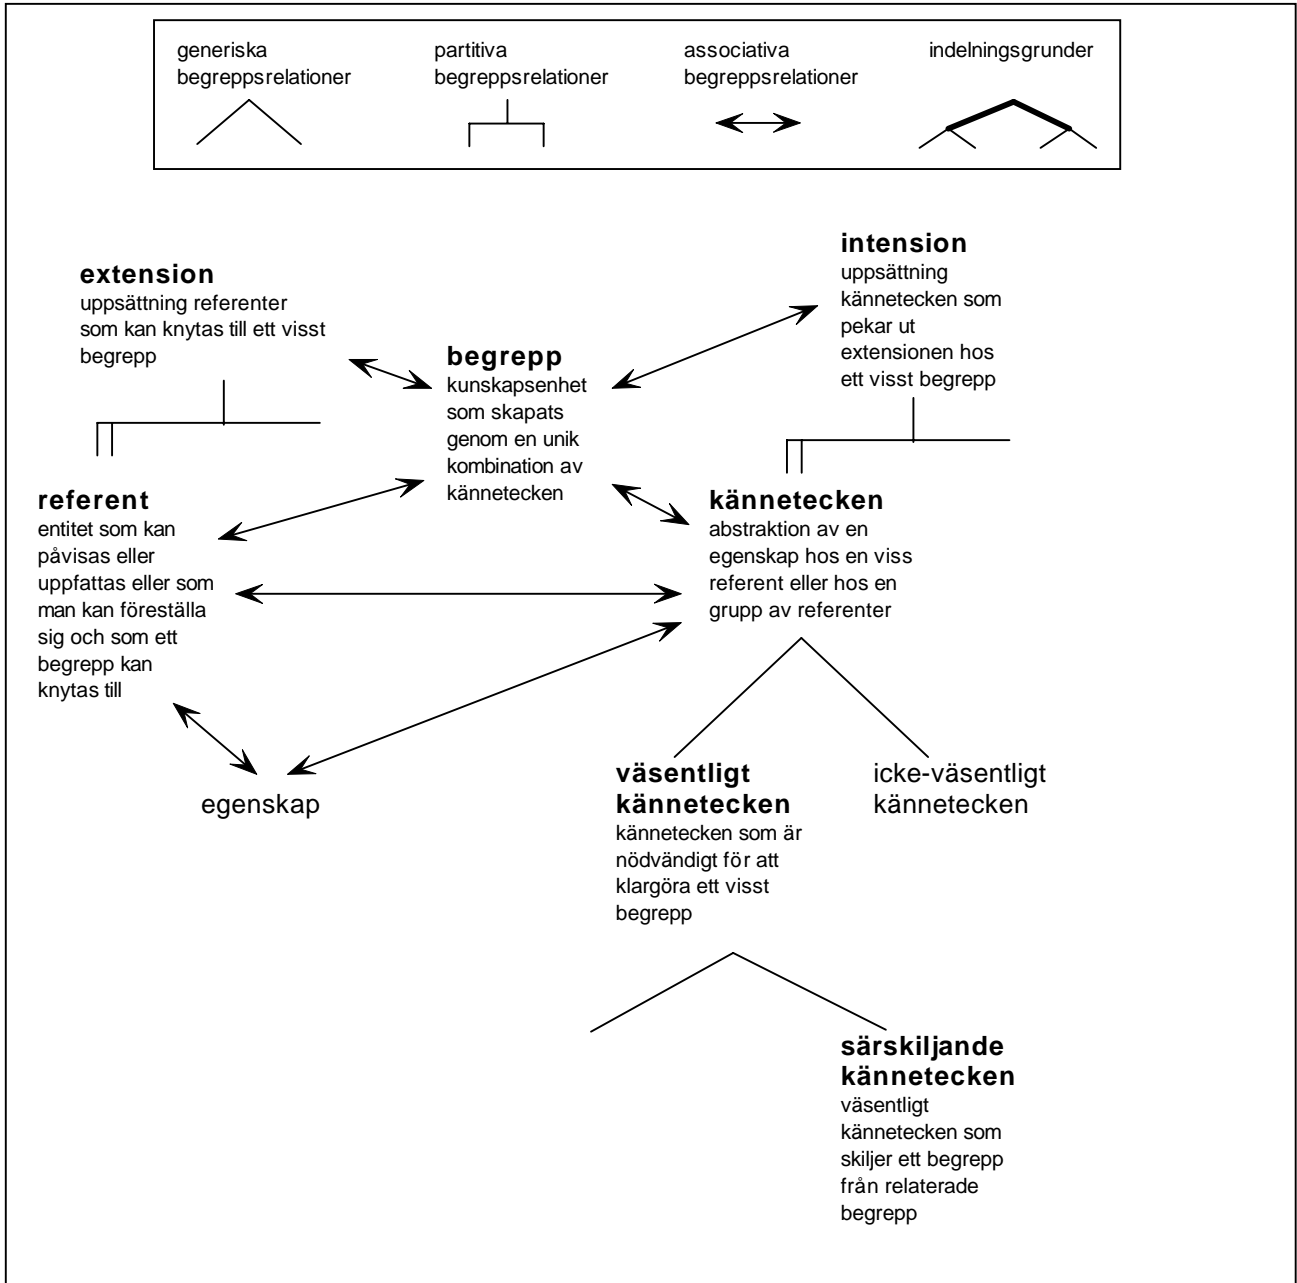 generiska
begreppsrelationer
partitiva
begreppsrelationer
associativa
begreppsrelationer
indelningsgrunder
extension
uppsättning referenter
som kan knytas till ett visst
begrepp
intension
uppsättning
kännetecken som
pekar ut
extensionen hos
ett visst begrepp
begrepp
kunskapsenhet
som skapats
genom en unik
kombination av
kännetecken
referent
entitet som kan
påvisas eller
uppfattas eller som
man kan föreställa
sig och som ett
begrepp kan
knytas till
kännetecken
abstraktion av en
egenskap hos en viss
referent eller hos en
grupp av referenter
egenskap
väsentligt
kännetecken
kännetecken som är
nödvändigt för att
klargöra ett visst
begrepp
icke-väsentligt
kännetecken
särskiljande
kännetecken
väsentligt
kännetecken som
skiljer ett begrepp
från relaterade
begrepp